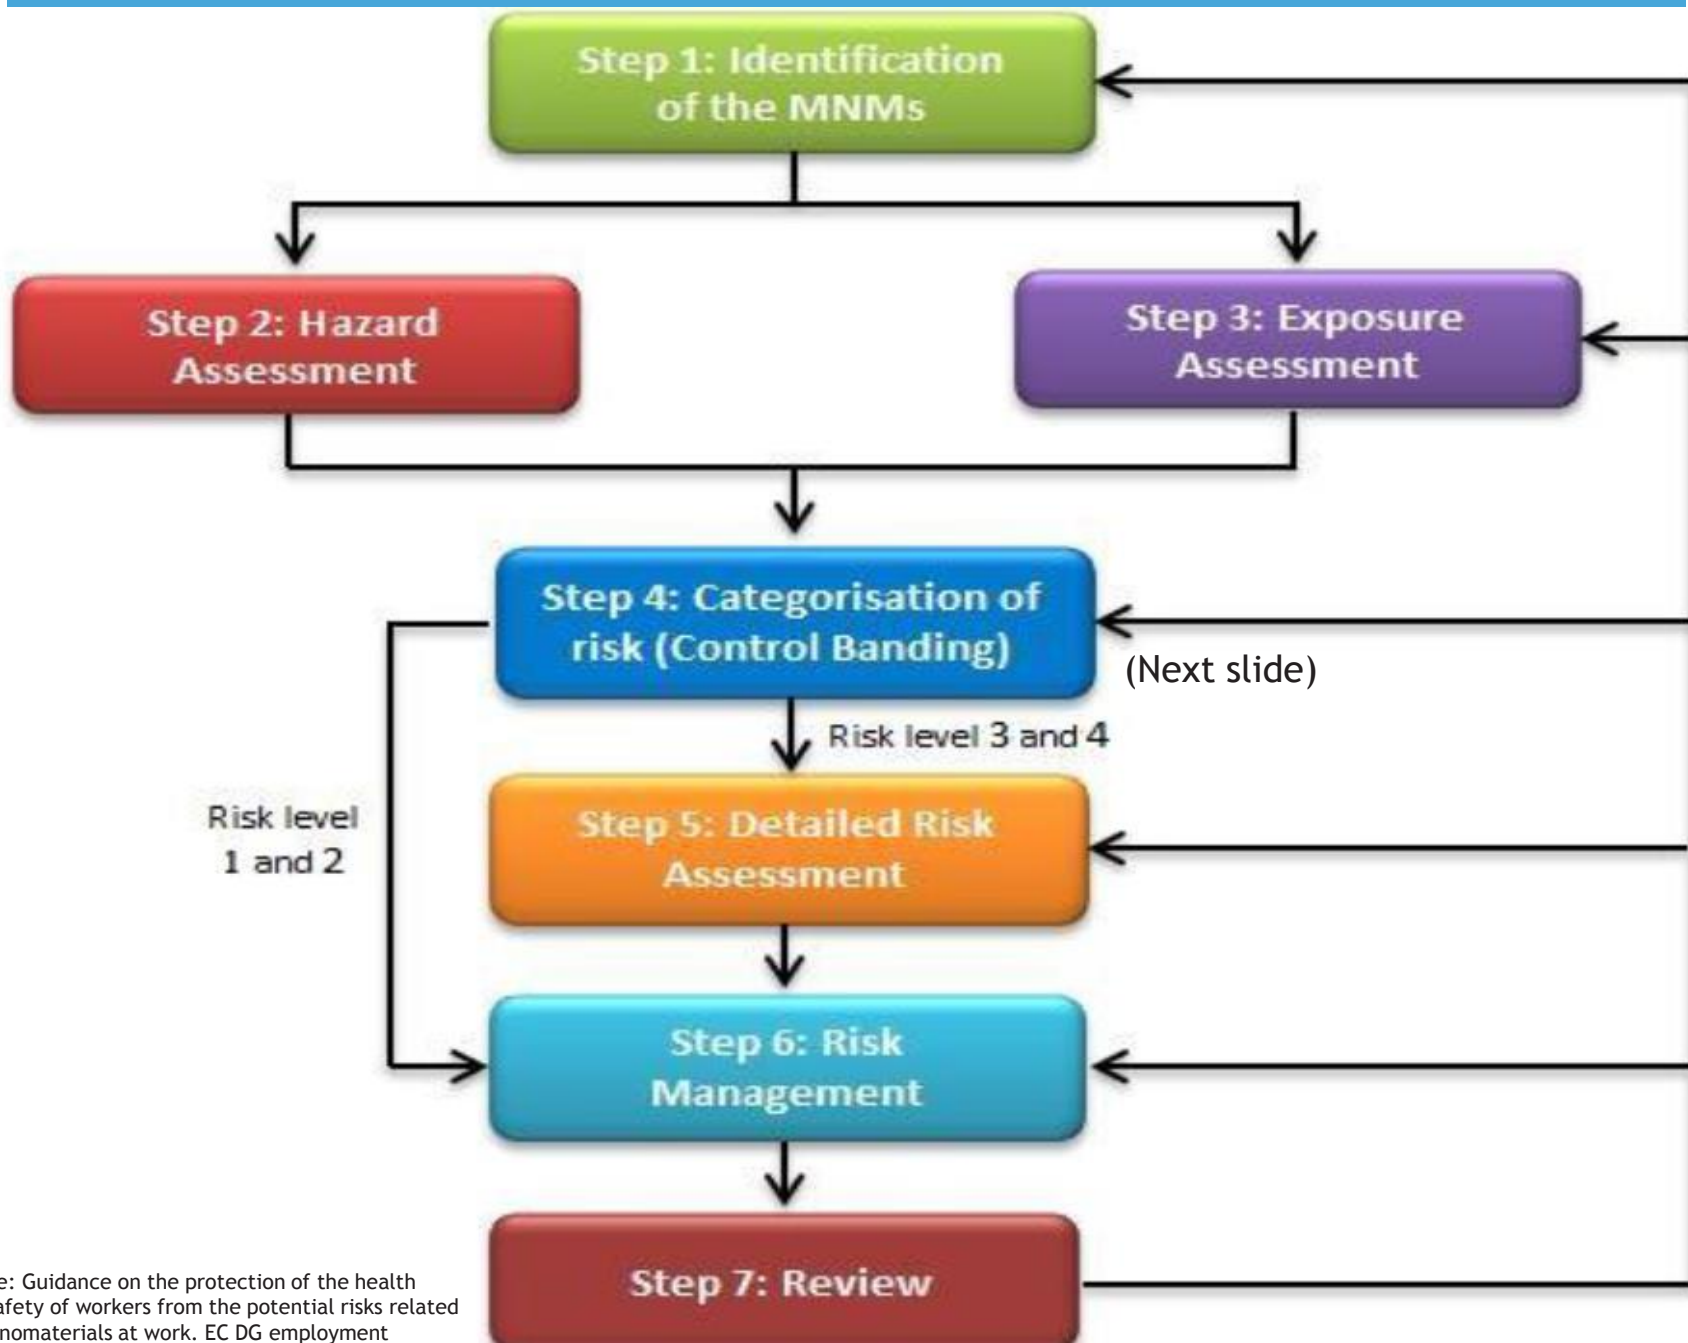 Step 1: Identification
of the MNMs
Step 2: Hazard
Assessment
Step 3: Exposure
Assessment
Step 4: Categorisation of
risk (Control Banding)
(Next slide)
Risk level 3 and 4
Risk level
1 and 2
Step 5: Detailed Risk
Assessment
Step 6: Risk
Management
Step 7: Review
e: Guidance on the protection of the health
afety of workers from the potential risks related
nomaterials at work. EC DG employment